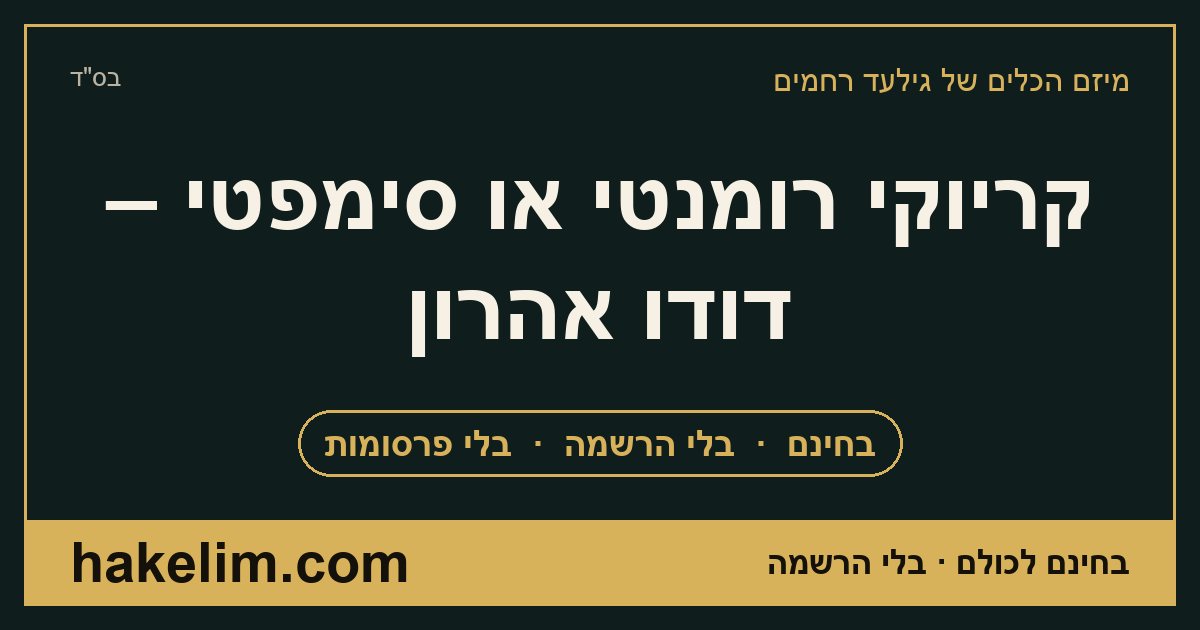 מיזם הכלים של גילעד רחמים
בס"ד
קריוקי רומנטי או סימפטי –
דודו אהרון
בחינם · בלי הרשמה · בלי פרסומות
בחינם לכולם · בלי הרשמה
hakelim.com